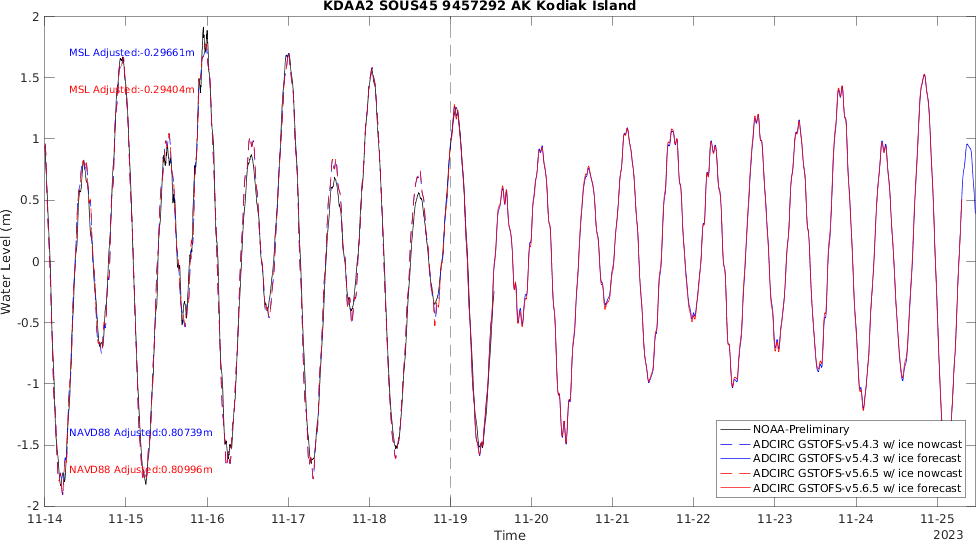 KDAA2 SOUS45 9457292 AK Kodiak Island
2
1.5
1
0.5
0
-0.5
-1
-1.5
-2
Water Level (m)
MSL Adjusted:-0.29661m
MSL Adjusted:-0.29404m
NAVD88 Adjusted:0.80739m
NAVD88 Adjusted:0.80996m
NOAA-Preliminary
ADCIRC GSTOFS-v5.4.3 w/ ice nowcast
ADCIRC GSTOFS-v5.4.3 w/ ice forecast
ADCIRC GSTOFS-v5.6.5 w/ ice nowcast
ADCIRC GSTOFS-v5.6.5 w/ ice forecast
11-14 11-15 11-16 11-17 11-18 11-19 11-20 11-21 11-22 11-23 11-24 11-25
Time
2023